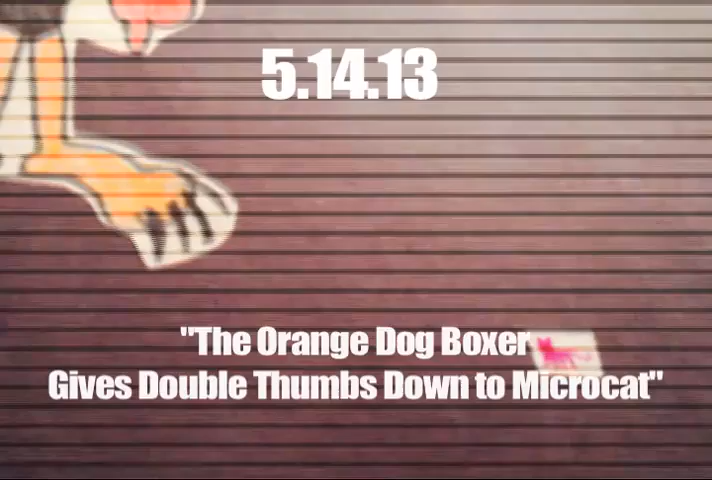 5.14.13
"The Orange Dog Boxer
Gives Double Thumbs Down to Microcat"